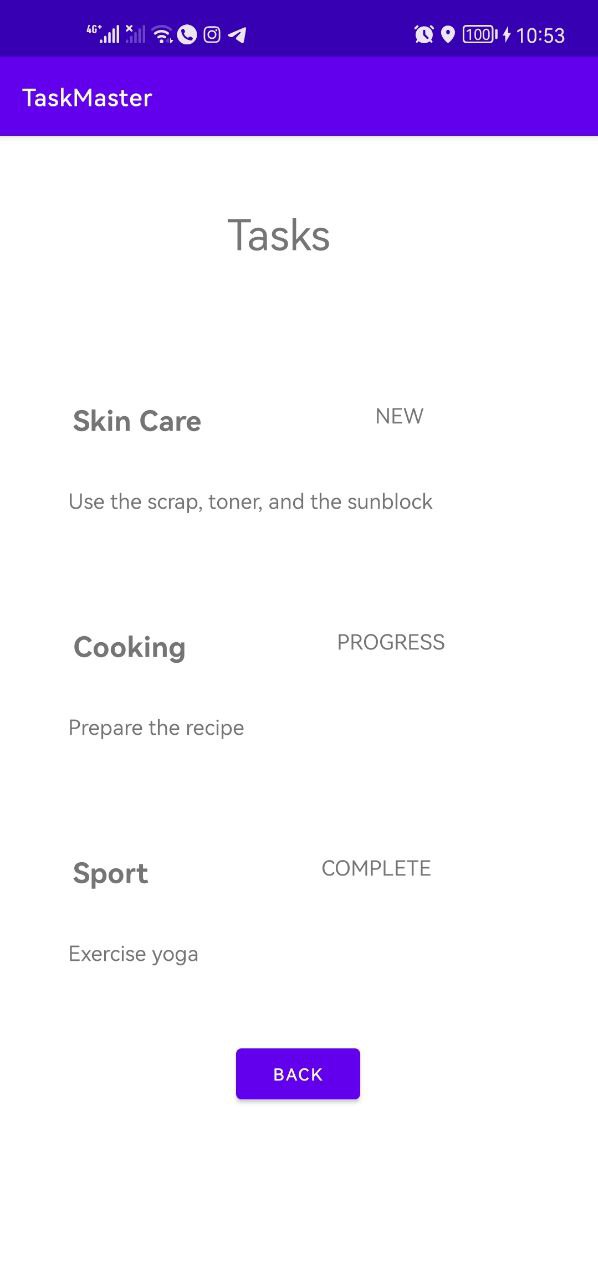 4G+ 100 10:53
TaskMaster
Tasks
Skin Care NEW
Use the scrap, toner, and the sunblock
Cooking PROGRESS
Prepare the recipe
Sport COMPLETE
Exercise yoga
BACK